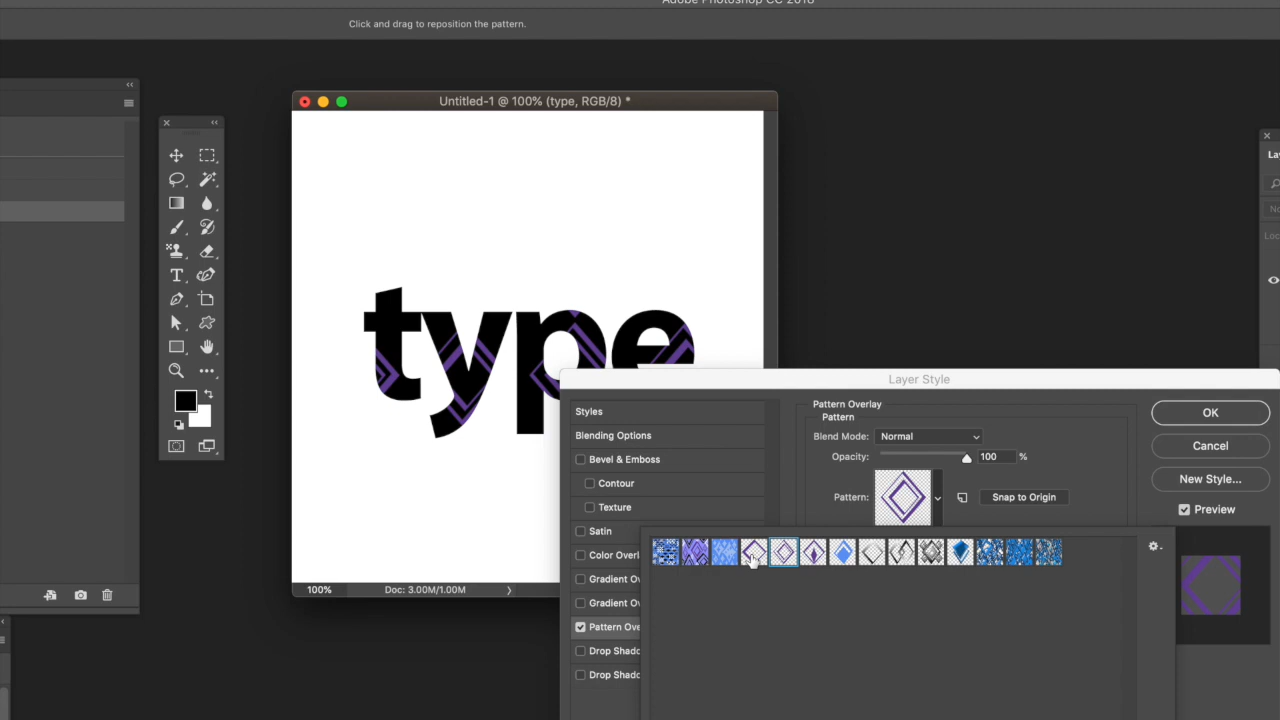 Adobe Photoshop CC 2018
Click and drag to reposition the pattern.
Untitled-1 @ 100% (type, RGB/8) *
type
100%
Doc: 3.00M/1.00M
Layer Style
Styles
Blending Options
Bevel & Emboss
Contour
Texture
Satin
Color Overl
Gradient Ov
Gradient Ov
Pattern Ove
Drop Shado
Drop Shado
Pattern Overlay
Pattern
Blend Mode: Normal
Opacity: 100 %
Pattern: Snap to Origin
OK
Cancel
New Style...
Preview
La
No
Loc